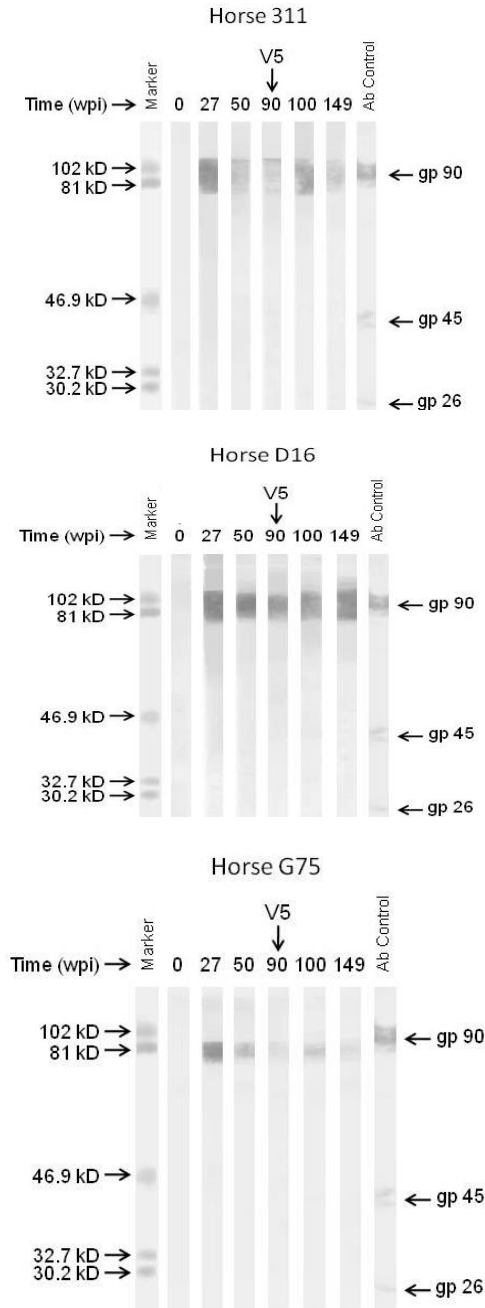 Horse 311
V5
Time (wpi) → Marker 0 27 50 90 100 149 Ab Control
102 kD →
← gp 90
81 kD →
46.9 kD →
← gp 45
32.7 kD →
30.2 kD →
← gp 26
Horse D16
V5
Time (wpi) → Marker 0 27 50 90 100 149 Ab Control
102 kD →
← gp 90
81 kD →
46.9 kD →
← gp 45
32.7 kD →
30.2 kD →
← gp 26
Horse G75
V5
Time (wpi) → Marker 0 27 50 90 100 149 Ab Control
102 kD →
← gp 90
81 kD →
46.9 kD →
← gp 45
32.7 kD →
30.2 kD →
← gp 26